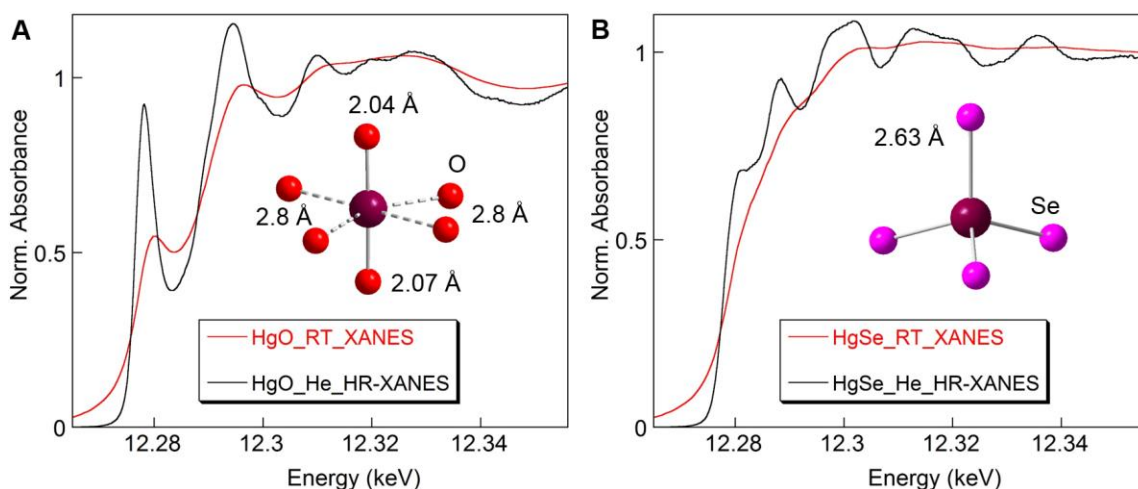 A
Norm. Absorbance
1
0.5
0
2.04 Å
O
2.8 Å
2.8 Å
2.07 Å
HgO_RT_XANES
HgO_He_HR-XANES
12.28
12.3
12.32
12.34
Energy (keV)
B
Norm. Absorbance
1
0.5
0
2.63 Å
Se
HgSe_RT_XANES
HgSe_He_HR-XANES
12.28
12.3
12.32
12.34
Energy (keV)